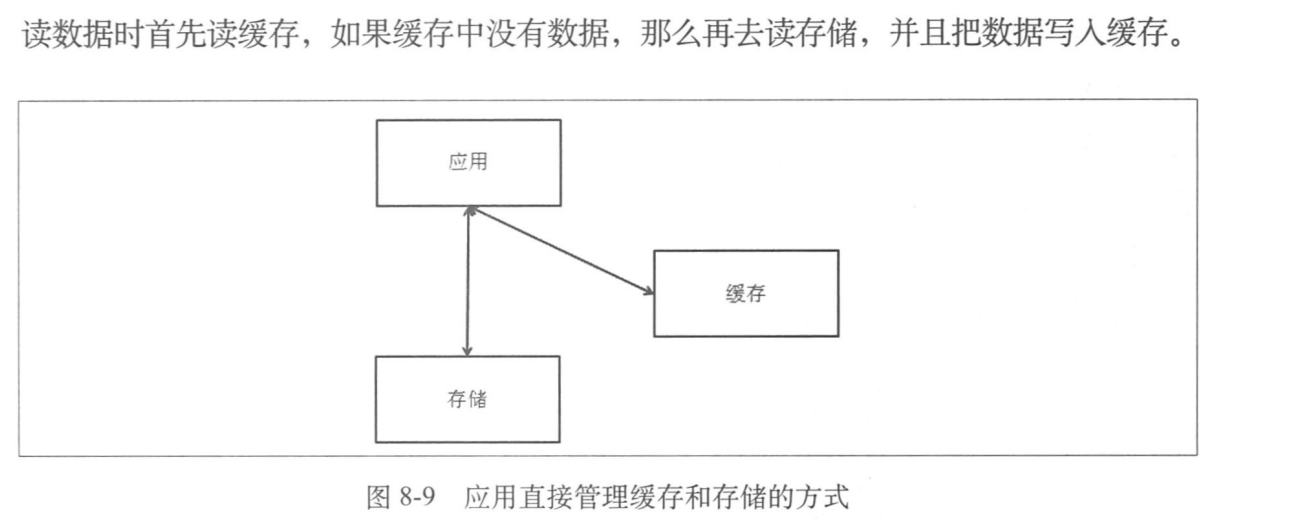 读数据时首先读缓存，如果缓存中没有数据，那么再去读存储，并且把数据写入缓存。
应用
缓存
存储
图 8-9 应用直接管理缓存和存储的方式